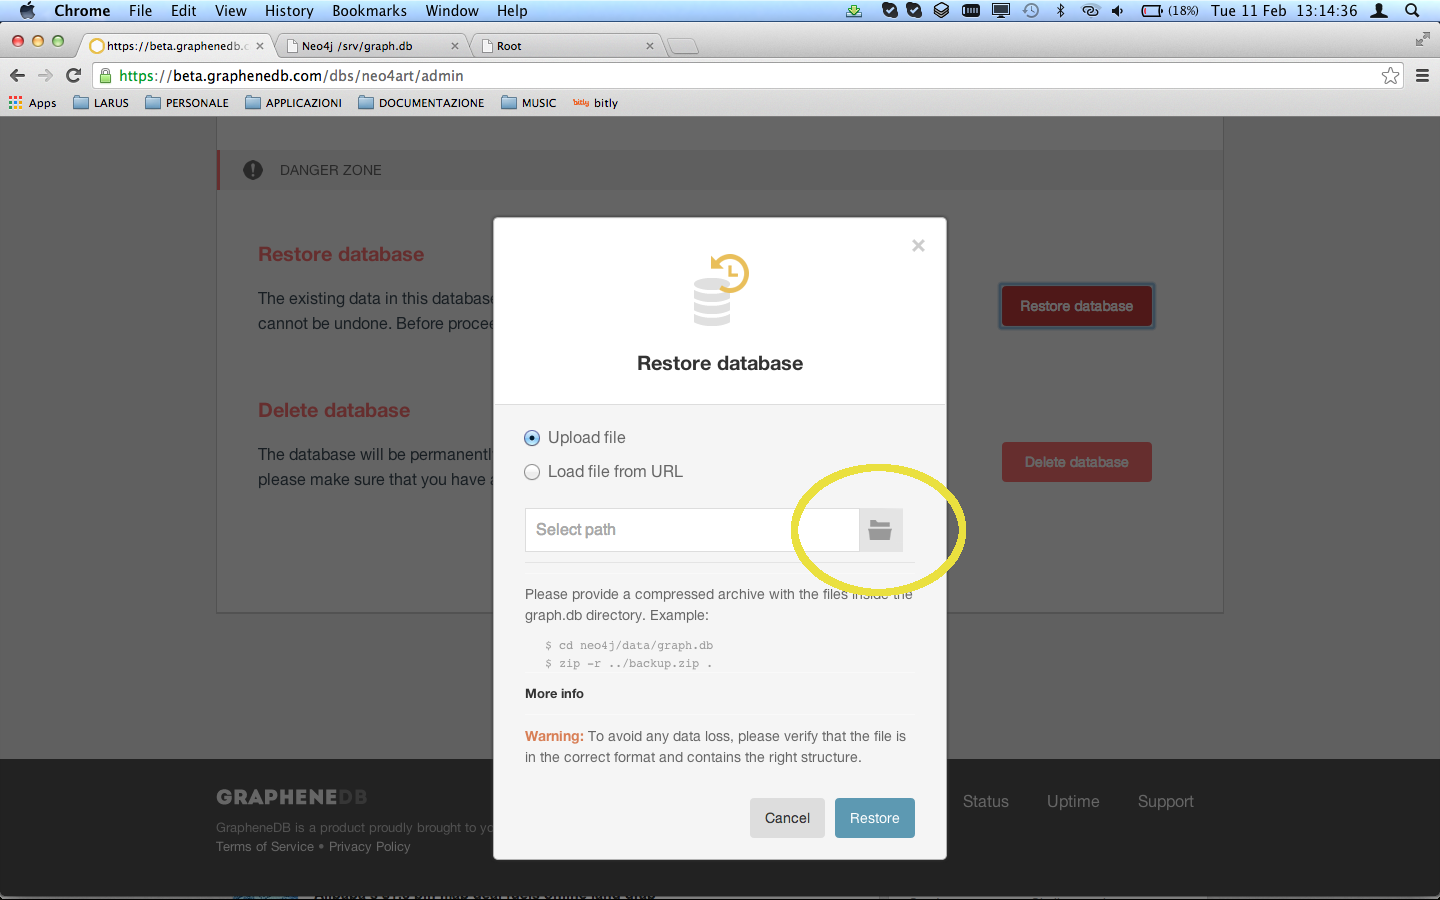 Chrome File Edit View History Bookmarks Window Help (18%) Tue 11 Feb 13:14:36
https://beta.graphenedb.c Neo4j /srv/graph.db Root
https://beta.graphenedb.com/dbs/neo4art/admin
Apps LARUS PERSONALE APPLICAZIONI DOCUMENTAZIONE MUSIC bitly bitly
DANGER ZONE
Restore database
The existing data in this database
cannot be undone. Before procee
Restore database
Delete database
The database will be permanentl
please make sure that you have a
Delete database
Restore database
Upload file
Load file from URL
Select path
Please provide a compressed archive with the files inside the
graph.db directory. Example:
$ cd neo4j/data/graph.db
$ zip -r ../backup.zip .
More info
Warning: To avoid any data loss, please verify that the file is
in the correct format and contains the right structure.
Cancel Restore
GRAPHENEDB
GrapheneDB is a product proudly brought to yo
Terms of Service • Privacy Policy
Status Uptime Support